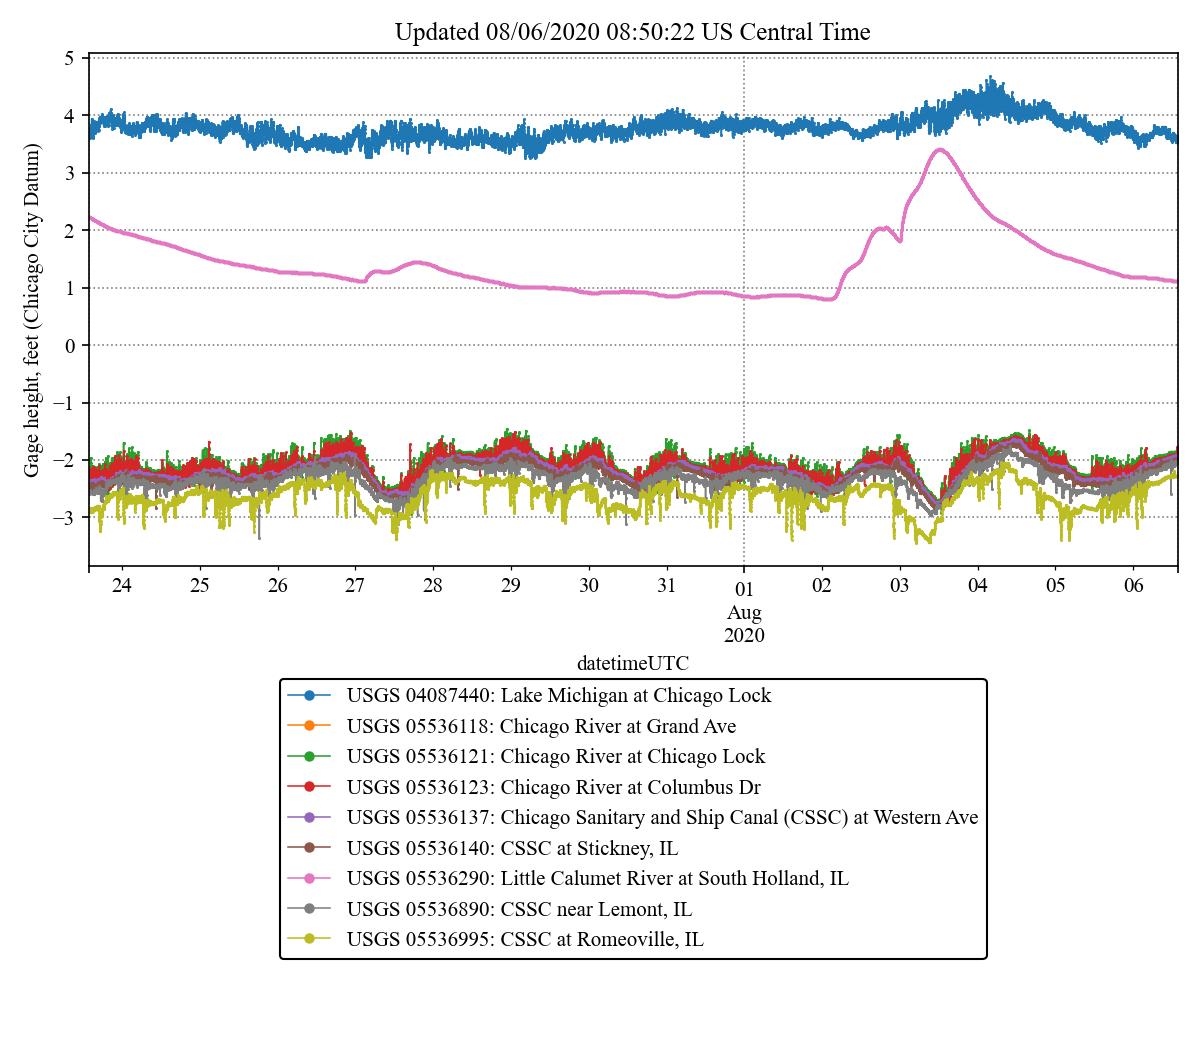 Updated 08/06/2020 08:50:22 US Central Time
Gage height, feet (Chicago City Datum)
5
4
3
2
1
0
−1
−2
−3
24 25 26 27 28 29 30 31 01 02 03 04 05 06
Aug
2020
datetimeUTC
USGS 04087440: Lake Michigan at Chicago Lock
USGS 05536118: Chicago River at Grand Ave
USGS 05536121: Chicago River at Chicago Lock
USGS 05536123: Chicago River at Columbus Dr
USGS 05536137: Chicago Sanitary and Ship Canal (CSSC) at Western Ave
USGS 05536140: CSSC at Stickney, IL
USGS 05536290: Little Calumet River at South Holland, IL
USGS 05536890: CSSC near Lemont, IL
USGS 05536995: CSSC at Romeoville, IL